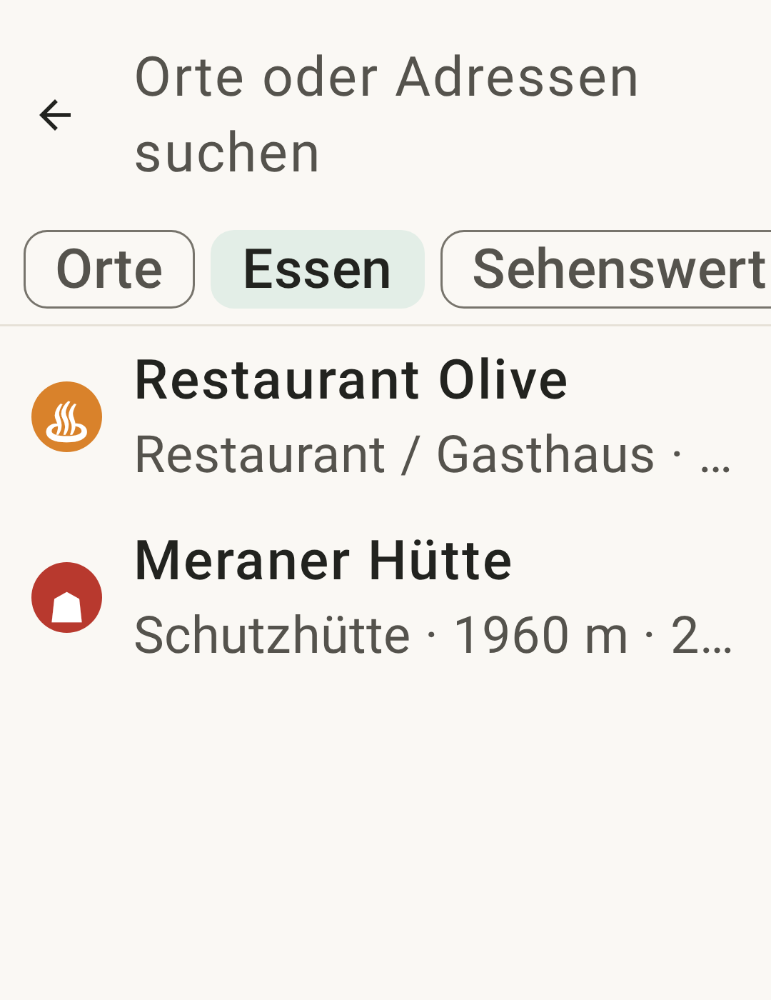 Orte oder Adressen
suchen
Orte
Essen
Sehenswert
Restaurant Olive
Restaurant / Gasthaus · …
Meraner Hütte
Schutzhütte · 1960 m · 2…